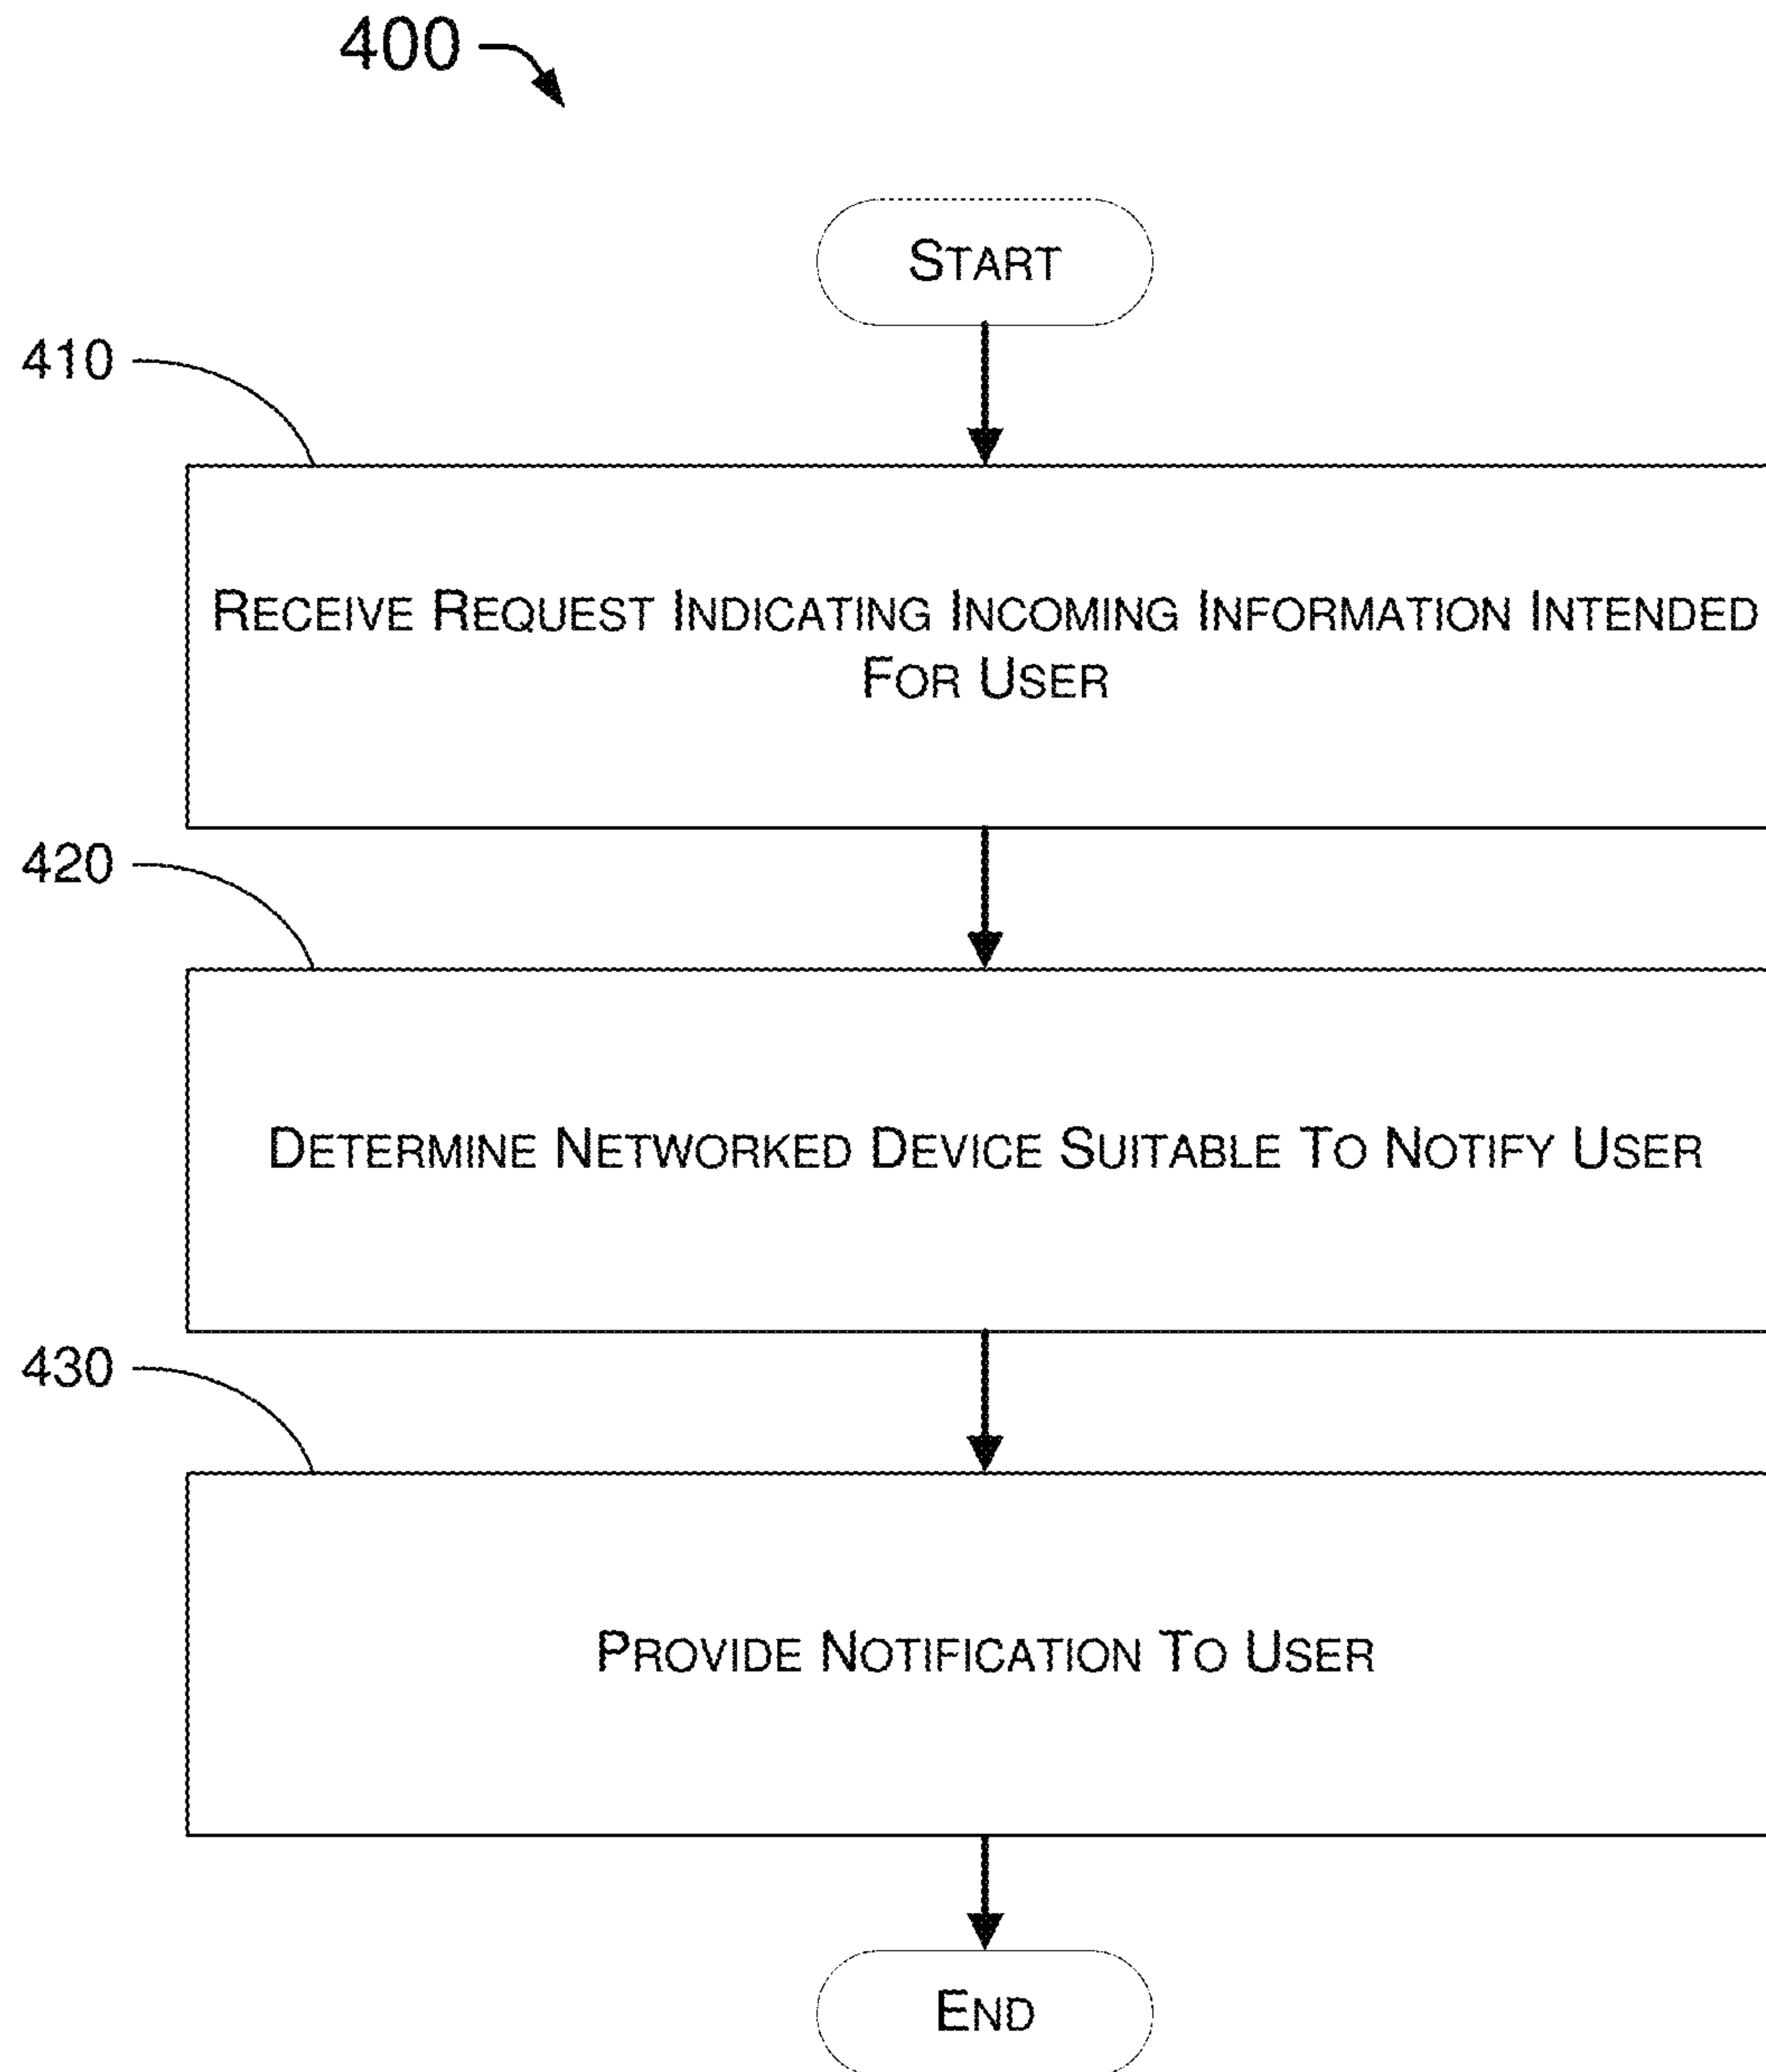 400
START
410
RECEIVE REQUEST INDICATING INCOMING INFORMATION INTENDED
FOR USER
420
DETERMINE NETWORKED DEVICE SUITABLE TO NOTIFY USER
430
PROVIDE NOTIFICATION TO USER
END